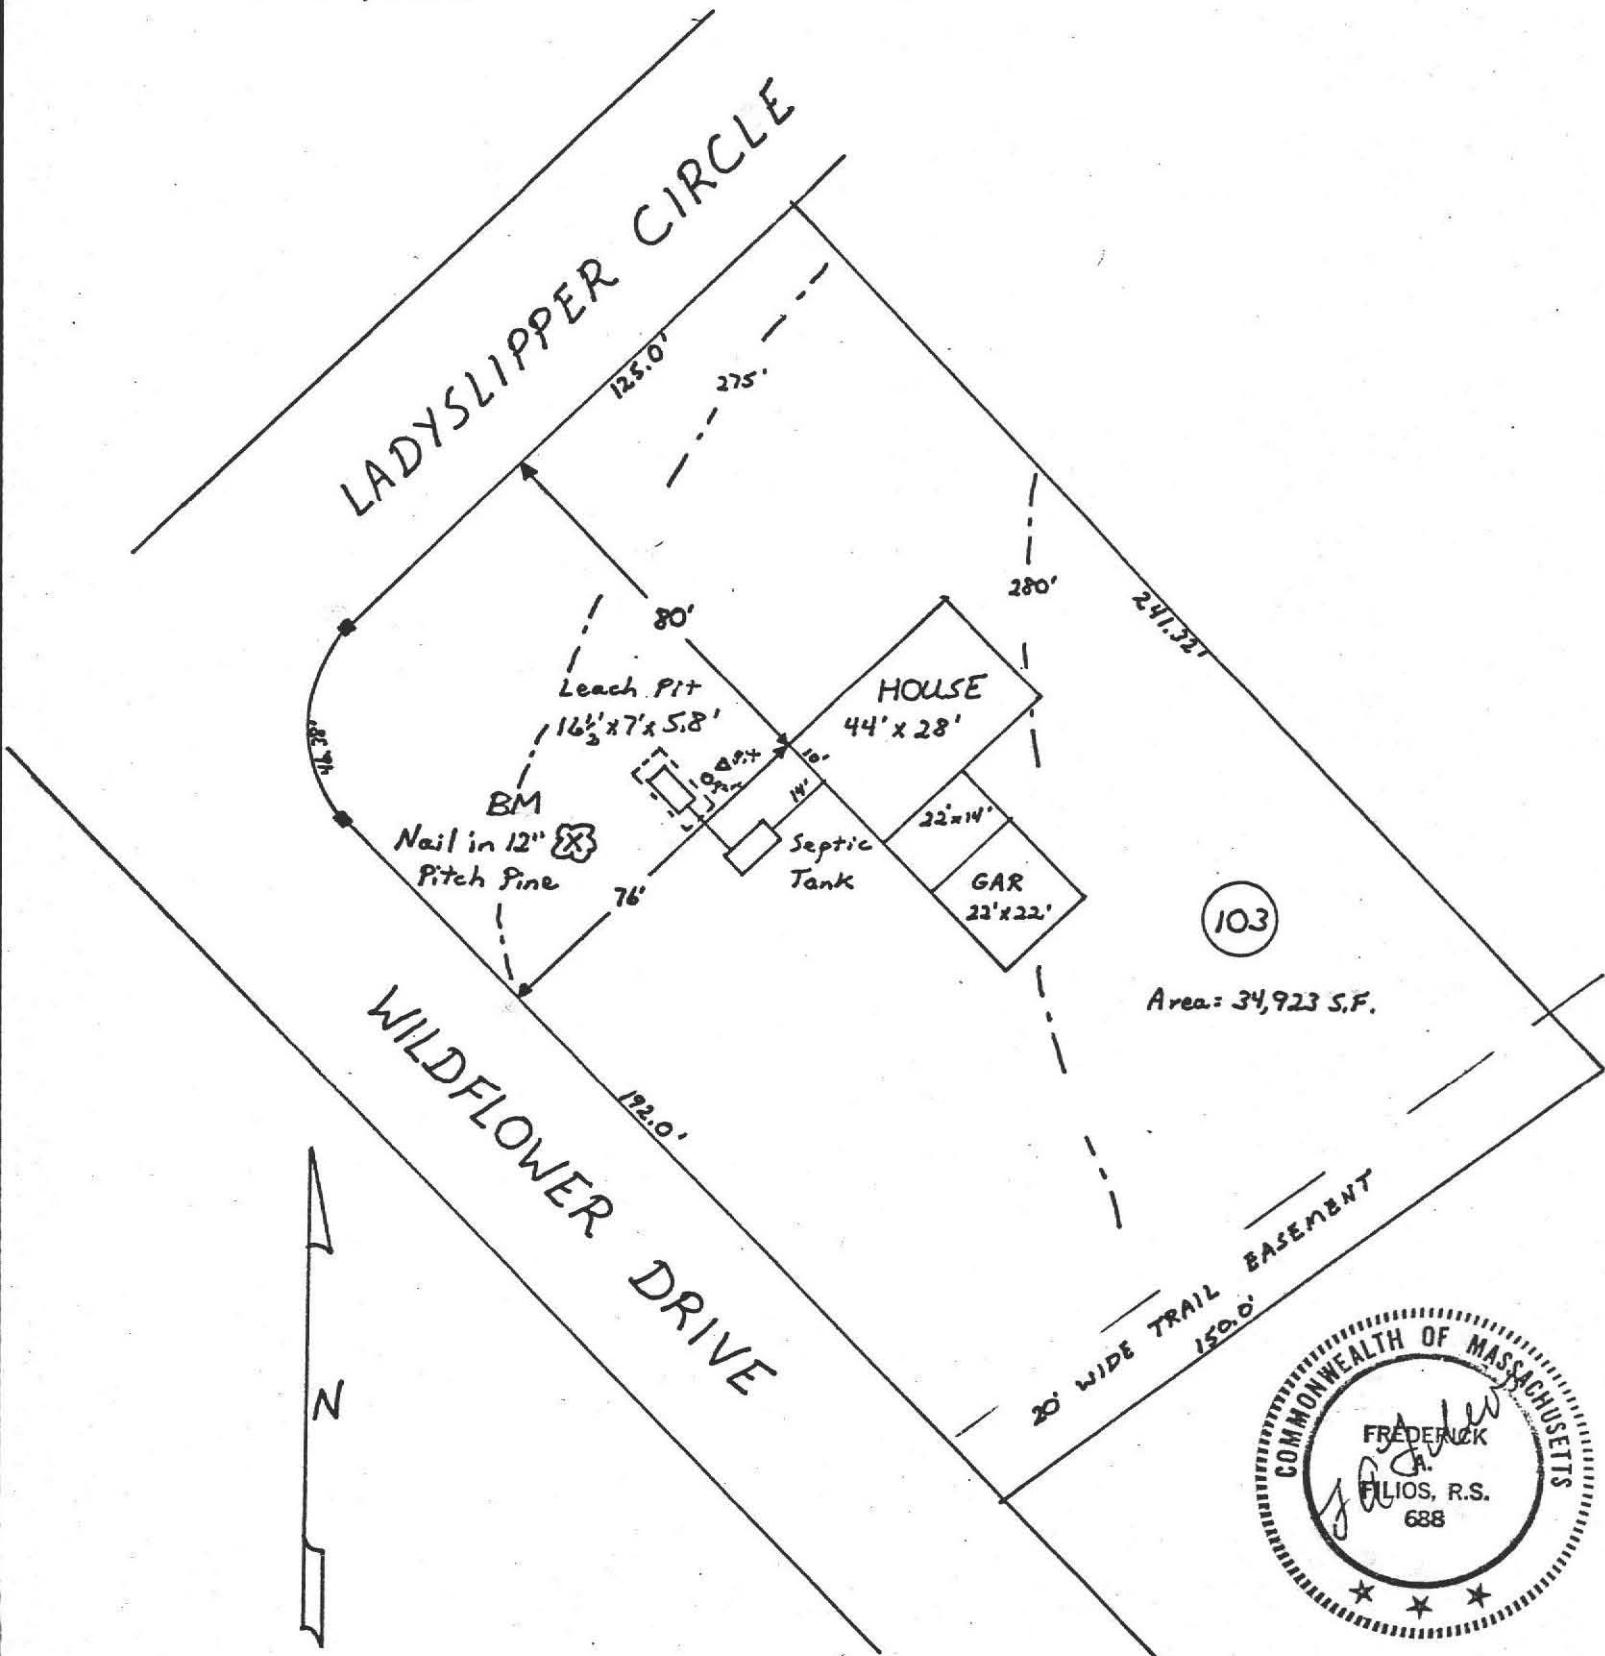 LADYSLIPPER CIRCLE
125.0'
275'
80'
280'
241.32'
Leach Pit
16½' x 7' x 5.8'
HOUSE
44' x 28'
Pit
10'
14'
BM
Nail in 12"
Pitch Pine
X
Septic
Tank
22' x 14'
GAR
22' x 22'
76'
103
Area = 34,923 S.F.
WILDFLOWER DRIVE
192.0'
20' WIDE TRAIL EASEMENT
150.0'
N
COMMONWEALTH OF MASSACHUSETTS
FREDERICK
A.
FILIOS, R.S.
688